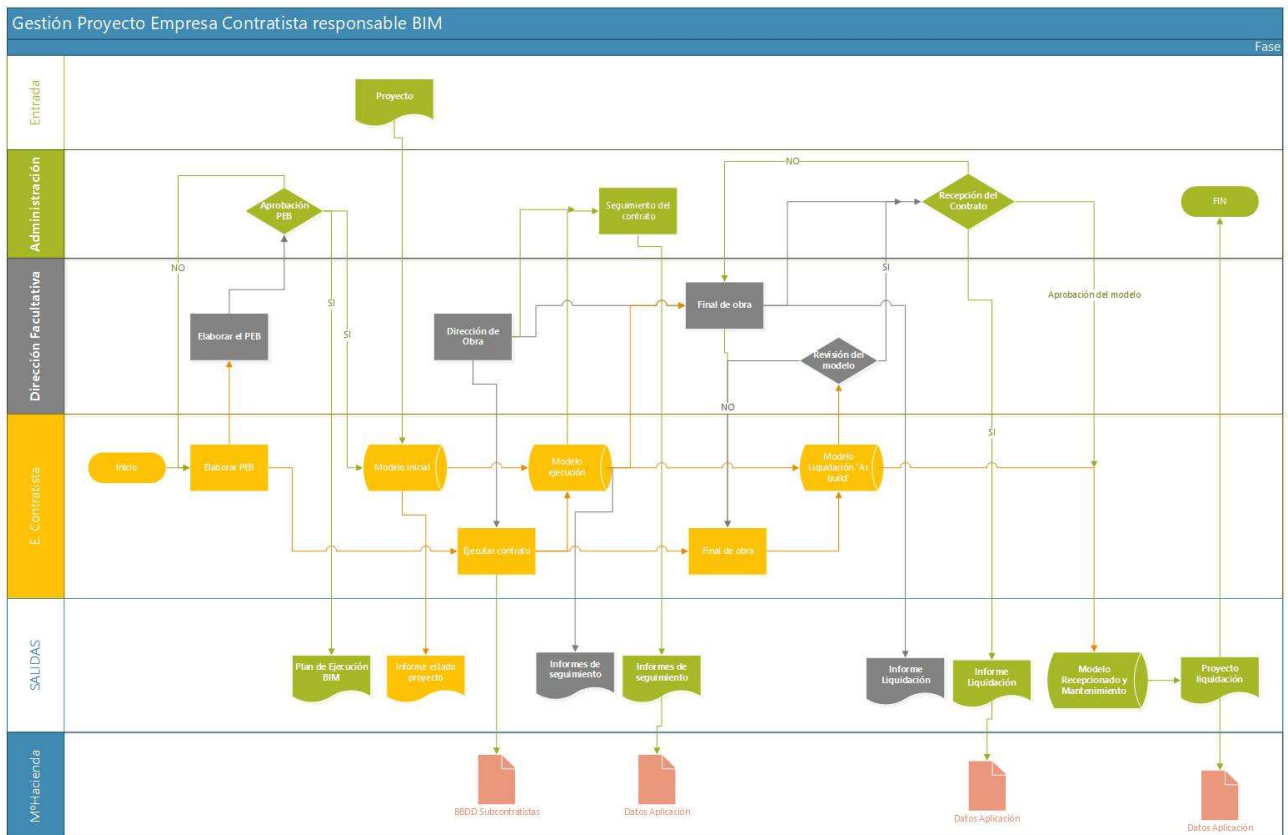 Gestión Proyecto Empresa Contratista responsable BIM
Fase
Entrada
Proyecto
Administración
Aprobación
PEB
Seguimiento del
contrato
NO
Recepción del
Contrato
FIN
NO
SI
SI
Dirección Facultativa
Elaborar el PEB
Dirección de
Obra
Final de obra
Revisión del
modelo
SI
Aprobación del modelo
NO
SI
E. Contratista
Inicio
Elaborar PEB
Modelo inicial
Modelo
ejecución
Modelo
Liquidación 'As
build'
Ejecutar contrato
Final de obra
SALIDAS
Plan de Ejecución
BIM
Informe estado
proyecto
Informes de
seguimiento
Informes de
seguimiento
Informe
Liquidación
Informe
Liquidación
Modelo
Recepcionado y
Mantenimiento
Proyecto
liquidación
MºHacienda
BBDD Subcontratistas
Datos Aplicación
Datos Aplicación
Datos Aplicación